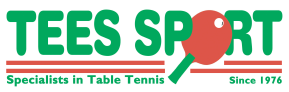 TEES SPORT
Specialists in Table Tennis Since 1976